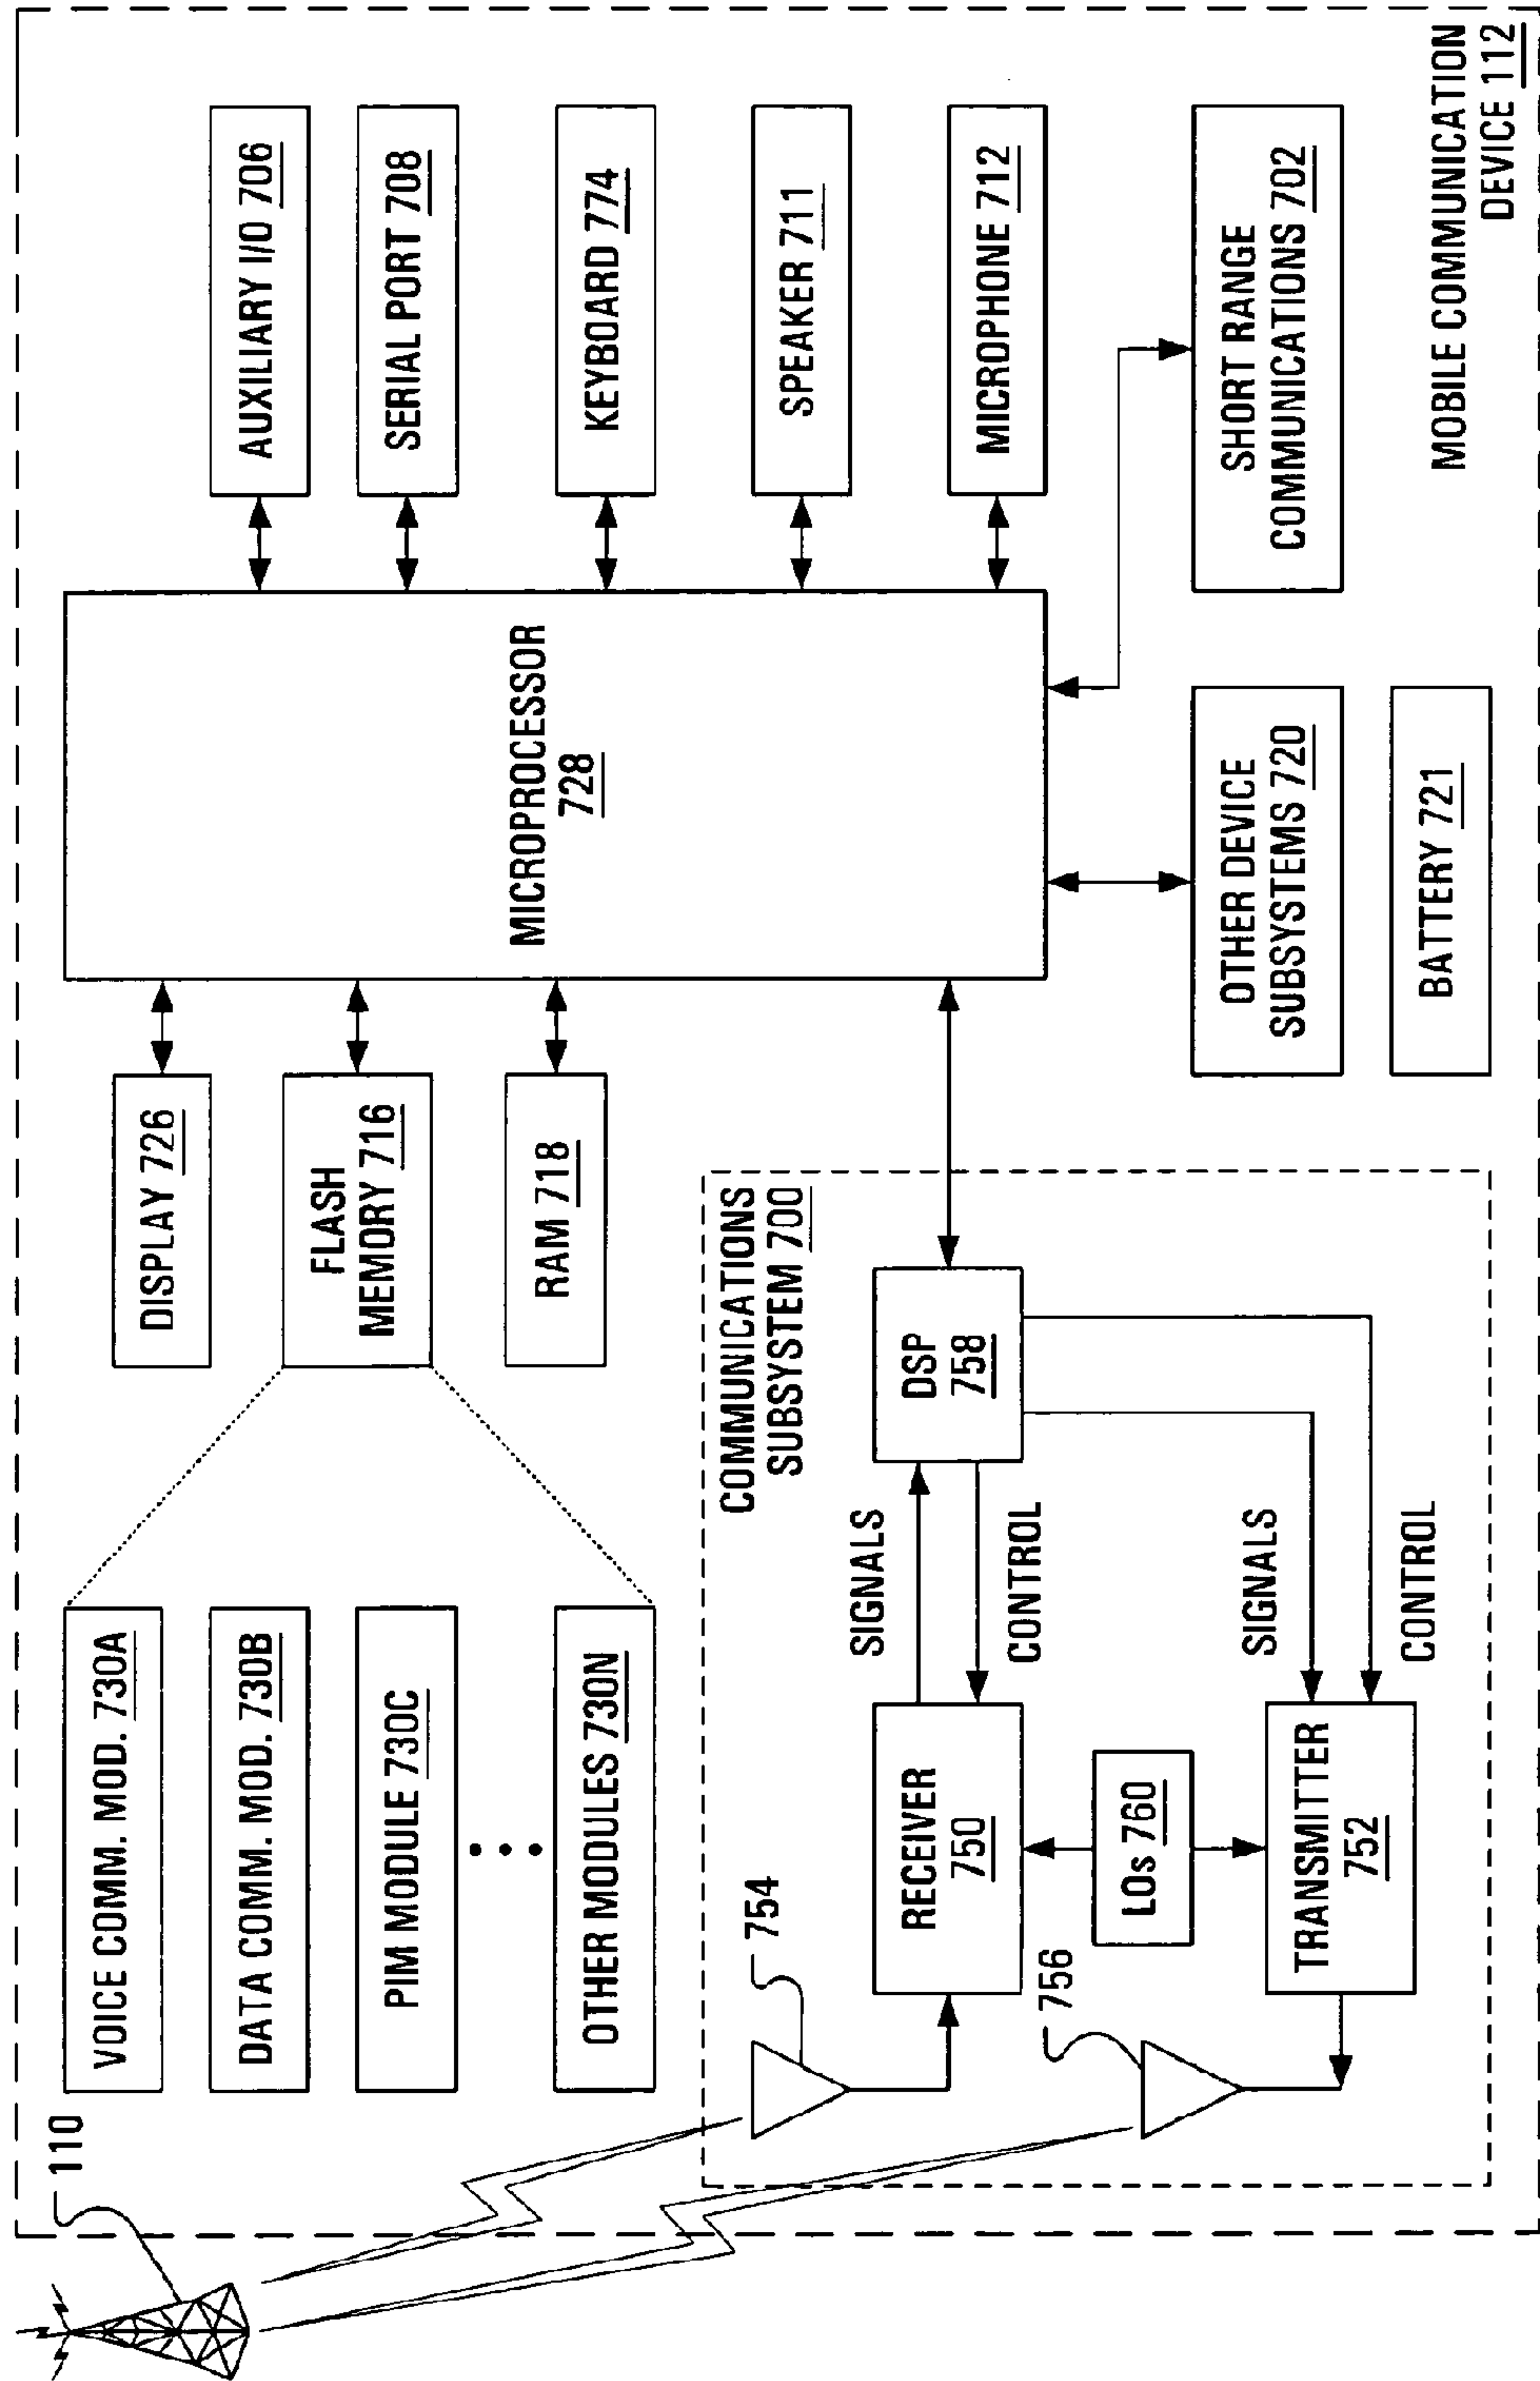 110
VOICE COMM. MOD. 730A
DATA COMM. MOD. 730B
PIM MODULE 730C
OTHER MODULES 730N
DISPLAY 726
FLASH
MEMORY 716
RAM 718
MICROPROCESSOR
728
AUXILIARY I/O 706
SERIAL PORT 708
KEYBOARD 774
SPEAKER 711
MICROPHONE 712
COMMUNICATIONS
SUBSYSTEM 700
754
RECEIVER
750
SIGNALS
CONTROL
DSP
758
756
LOs 760
TRANSMITTER
752
SIGNALS
CONTROL
OTHER DEVICE
SUBSYSTEMS 720
SHORT RANGE
COMMUNICATIONS 702
BATTERY 721
MOBILE COMMUNICATION
DEVICE 112